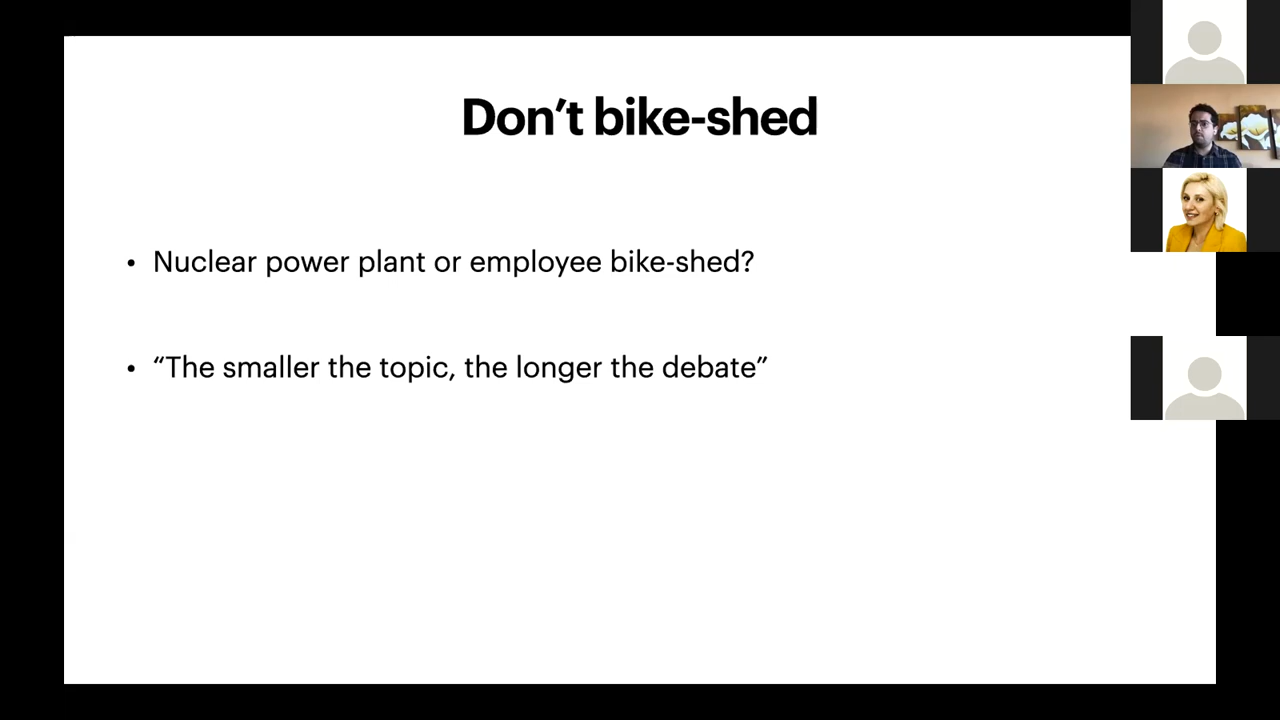 Don’t bike-shed
• Nuclear power plant or employee bike-shed?
• “The smaller the topic, the longer the debate”